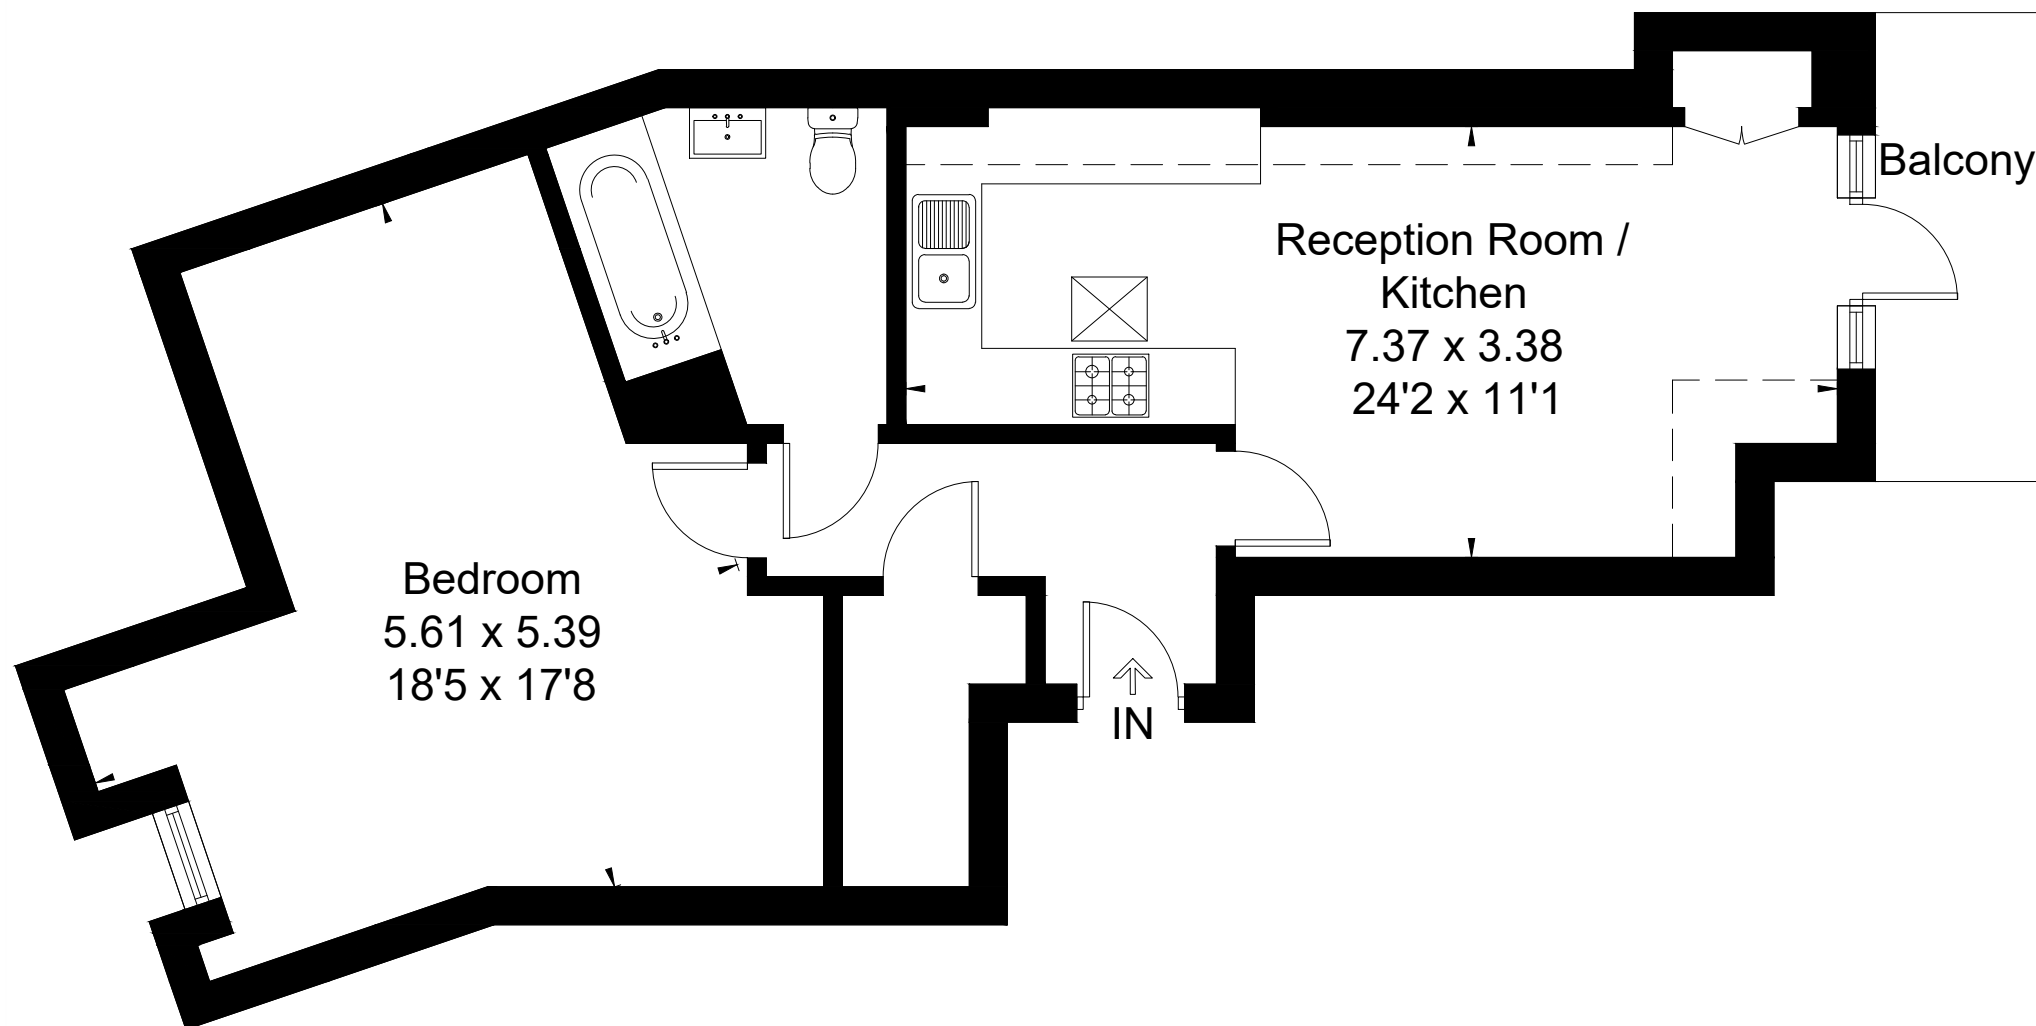 Balcony
Reception Room /
Kitchen
7.37 x 3.38
24'2 x 11'1
Bedroom
5.61 x 5.39
18'5 x 17'8
IN